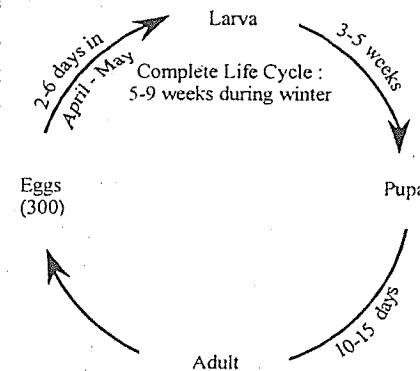 Larva
2-6 days in
April - May
3-5 weeks
Complete Life Cycle :
5-9 weeks during winter
Eggs
(300)
Pupa
10-15 days
Adult